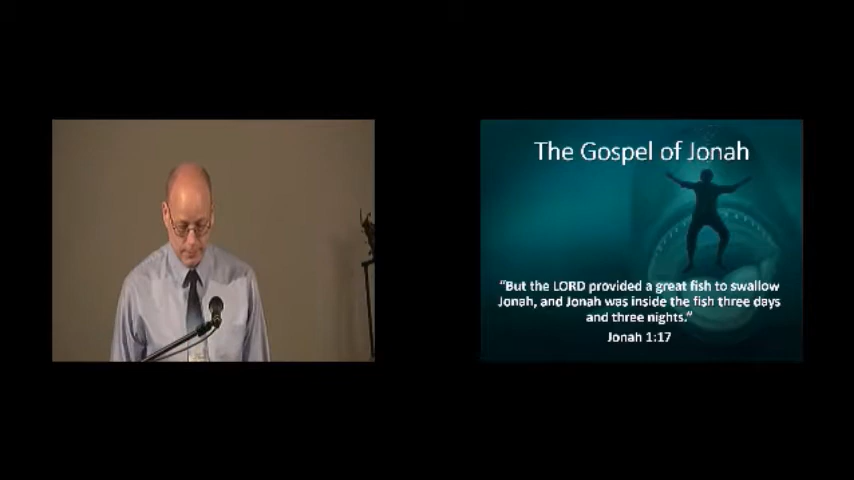 The Gospel of Jonah
“But the LORD provided a great fish to swallow
Jonah, and Jonah was inside the fish three days
and three nights.”
Jonah 1:17